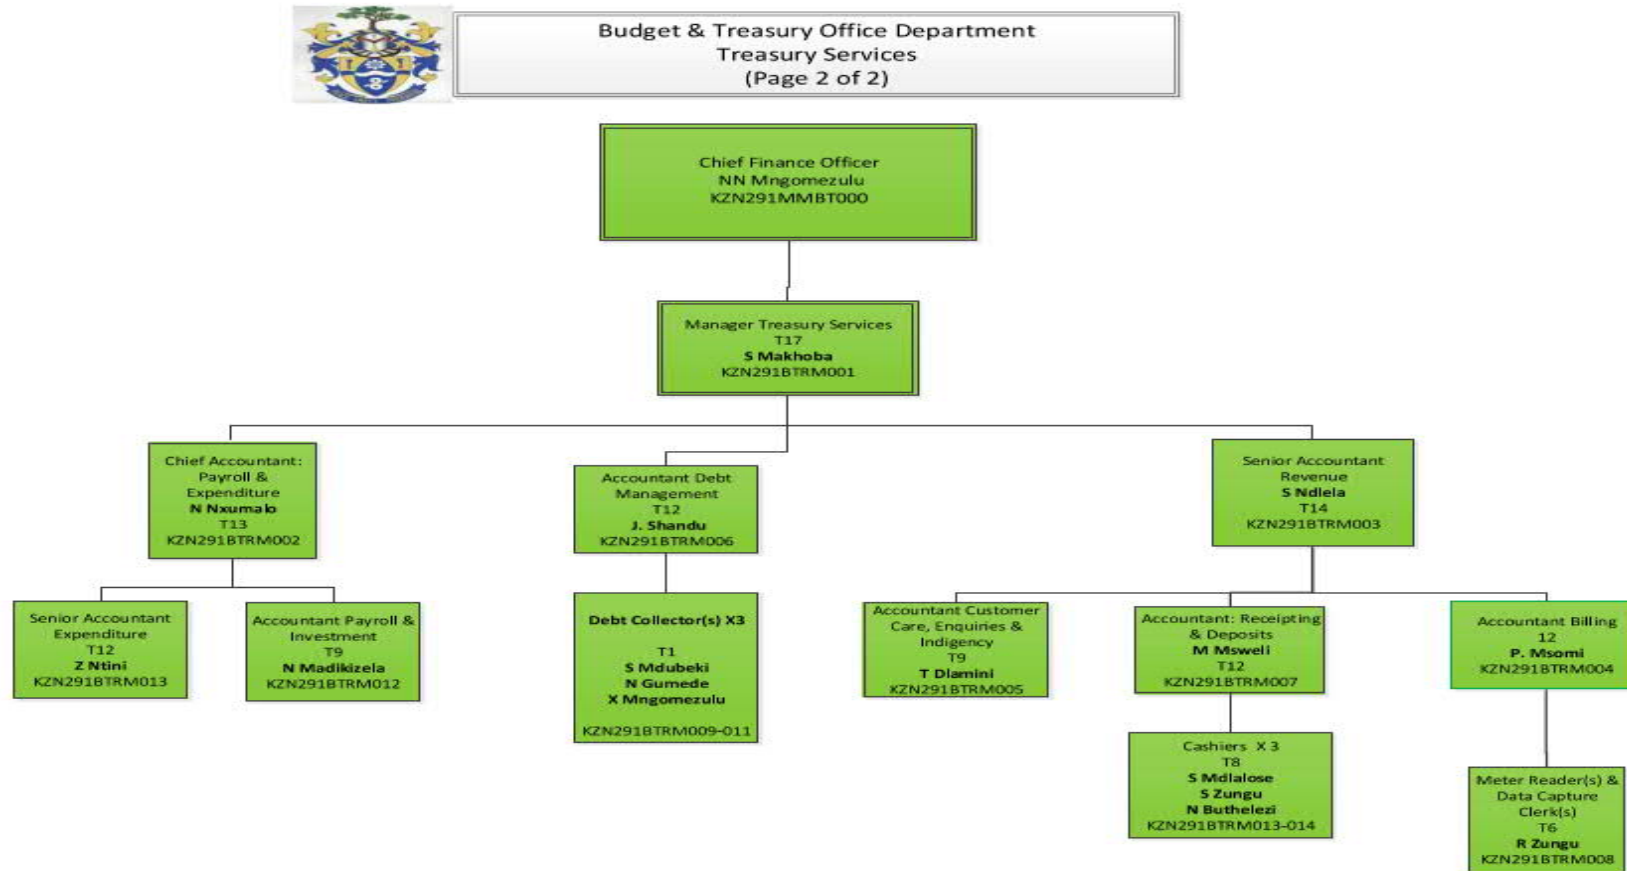 Budget & Treasury Office Department
Treasury Services
(Page 2 of 2)
Chief Finance Officer
NN Mngomezulu
KZN291MMBT000
Manager Treasury Services
T17
S Makhoba
KZN291BTRM001
Chief Accountant:
Payroll &
Expenditure
N Nxumalo
T13
KZN291BTRM002
Accountant Debt
Management
T12
J. Shandu
KZN291BTRM006
Senior Accountant
Revenue
S Ndlela
T14
KZN291BTRM003
Senior Accountant
Expenditure
T12
Z Ntini
KZN291BTRM013
Accountant Payroll &
Investment
T9
N Madikizela
KZN291BTRM012
Debt Collector(s) X3
T1
S Mdubeki
N Gumede
X Mngomezulu
KZN291BTRM009-011
Accountant Customer
Care, Enquiries &
Indigency
T9
T Dlamini
KZN291BTRM005
Accountant: Receipting
& Deposits
M Msweli
T12
KZN291BTRM007
Accountant Billing
12
P. Msomi
KZN291BTRM004
Cashiers X 3
T8
S Mdlalose
S Zungu
N Buthelezi
KZN291BTRM013-014
Meter Reader(s) &
Data Capture
Clerk(s)
T6
R Zungu
KZN291BTRM008